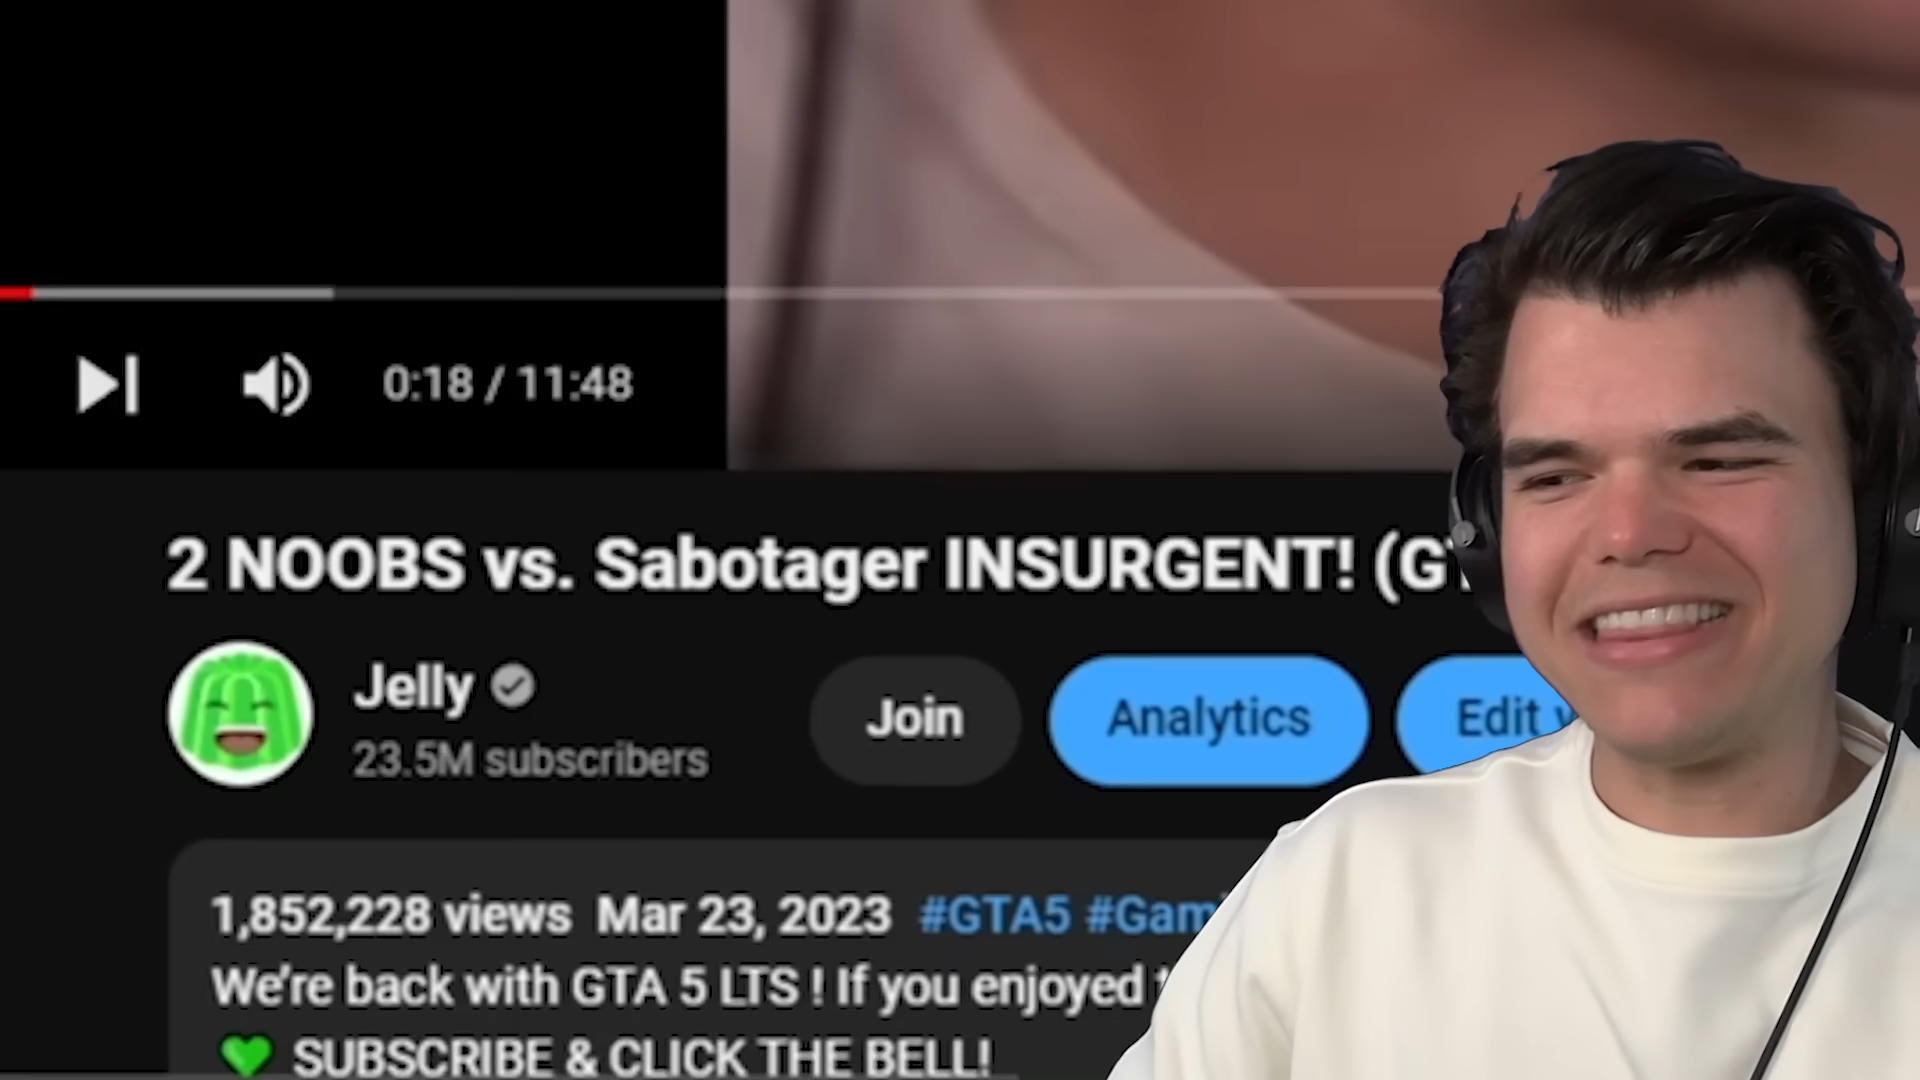 0:18 / 11:48
2 NOOBS vs. Sabotager INSURGENT! (GT
Jelly
23.5M subscribers
Join
Analytics
Edit
1,852,228 views Mar 23, 2023 #GTA5 #Gam
We're back with GTA 5 LTS ! If you enjoyed
💚 SUBSCRIBE & CLICK THE BELL!